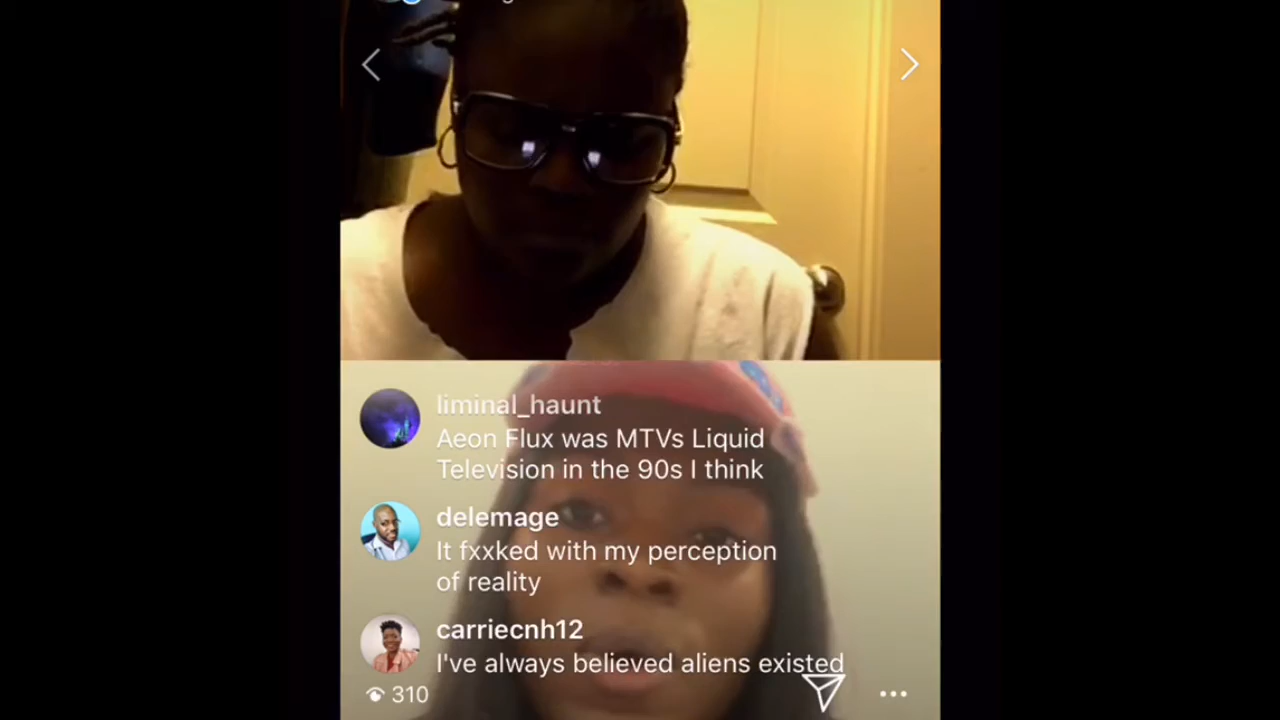 liminal_haunt
Aeon Flux was MTVs Liquid
Television in the 90s I think
delemage
It fxxked with my perception
of reality
carriecnh12
I've always believed aliens existed
310